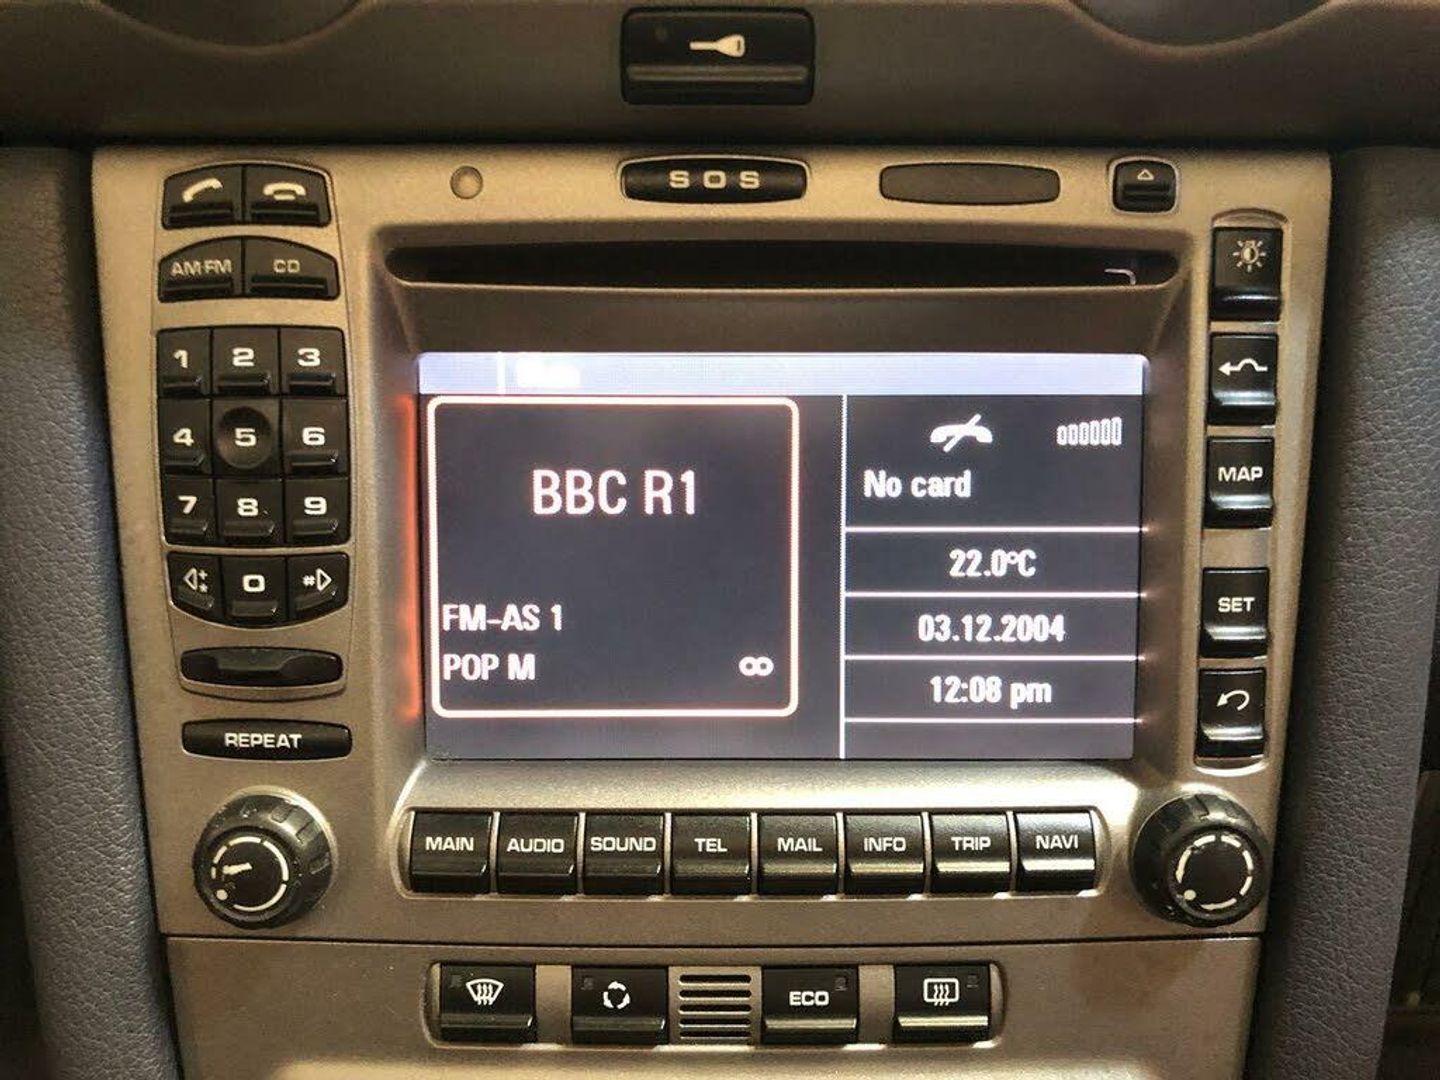 SOS
AM·FM CD
1 2 3
4 5 6
7 8 9
* 0 #
REPEAT
BBC R1
FM-AS 1
POP M
No card
22.0°C
03.12.2004
12:08 pm
MAP
SET
MAIN AUDIO SOUND TEL MAIL INFO TRIP NAVI
ECO